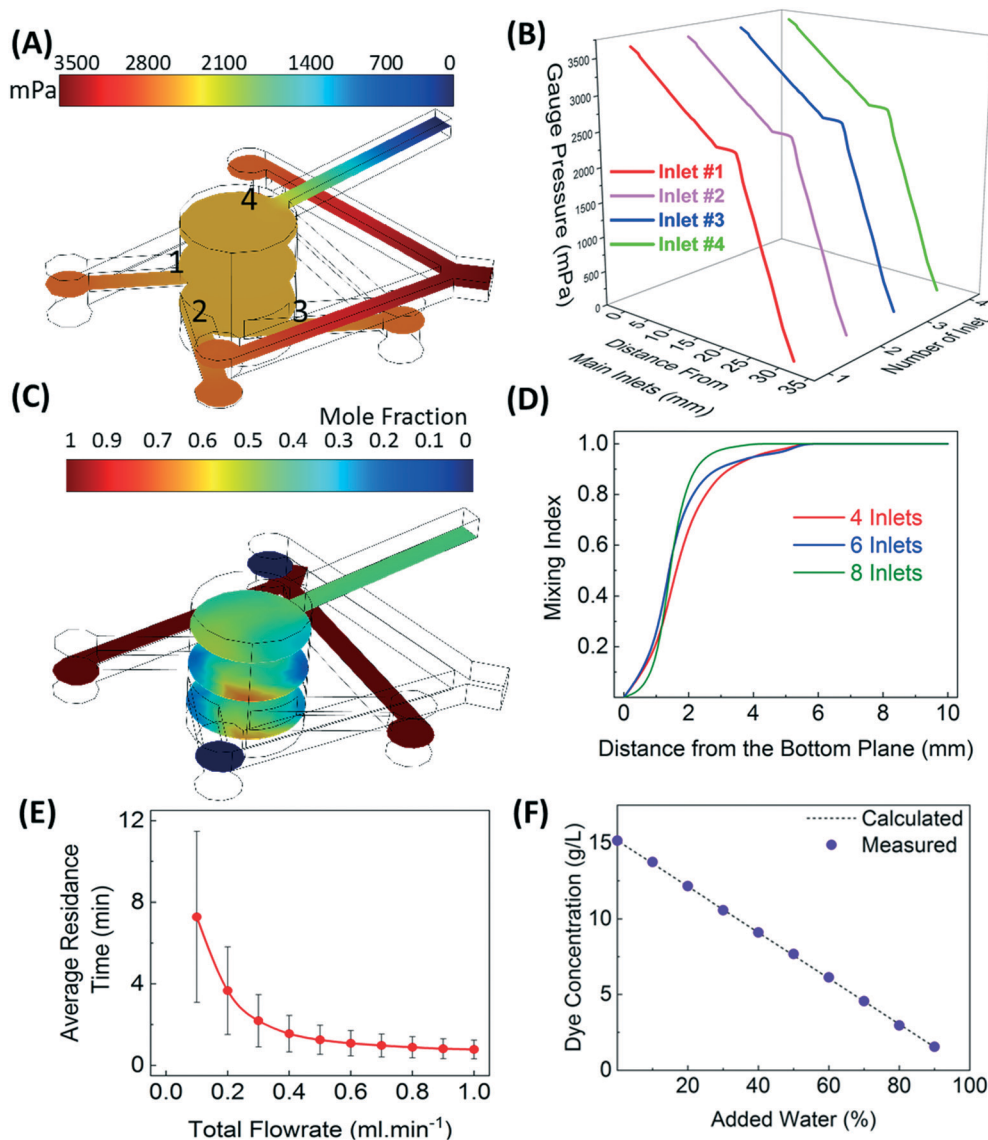 (A)
3500 2800 2100 1400 700 0
mPa
4
1
2
3
(B)
Gauge Pressure (mPa)
3500
3000
2500
2000
1500
1000
500
0
Inlet #1
Inlet #2
Inlet #3
Inlet #4
0 5 10 15 20 25 30 35
Distance From
Main Inlets (mm)
1 2 3 4
Number of Inlet
(C)
Mole Fraction
1 0.9 0.7 0.6 0.5 0.4 0.3 0.1 0
(D)
Mixing Index
1.0
0.8
0.6
0.4
0.2
4 Inlets
6 Inlets
8 Inlets
0 2 4 6 8 10
Distance from the Bottom Plane (mm)
(E)
Average Residance
Time (min)
12
8
4
0
0.0 0.2 0.4 0.6 0.8 1.0
Total Flowrate (ml.min⁻¹)
(F)
Dye Concentration (g/L)
15
15
5
0
Calculated
Measured
20 40 60 80 100
Added Water (%)